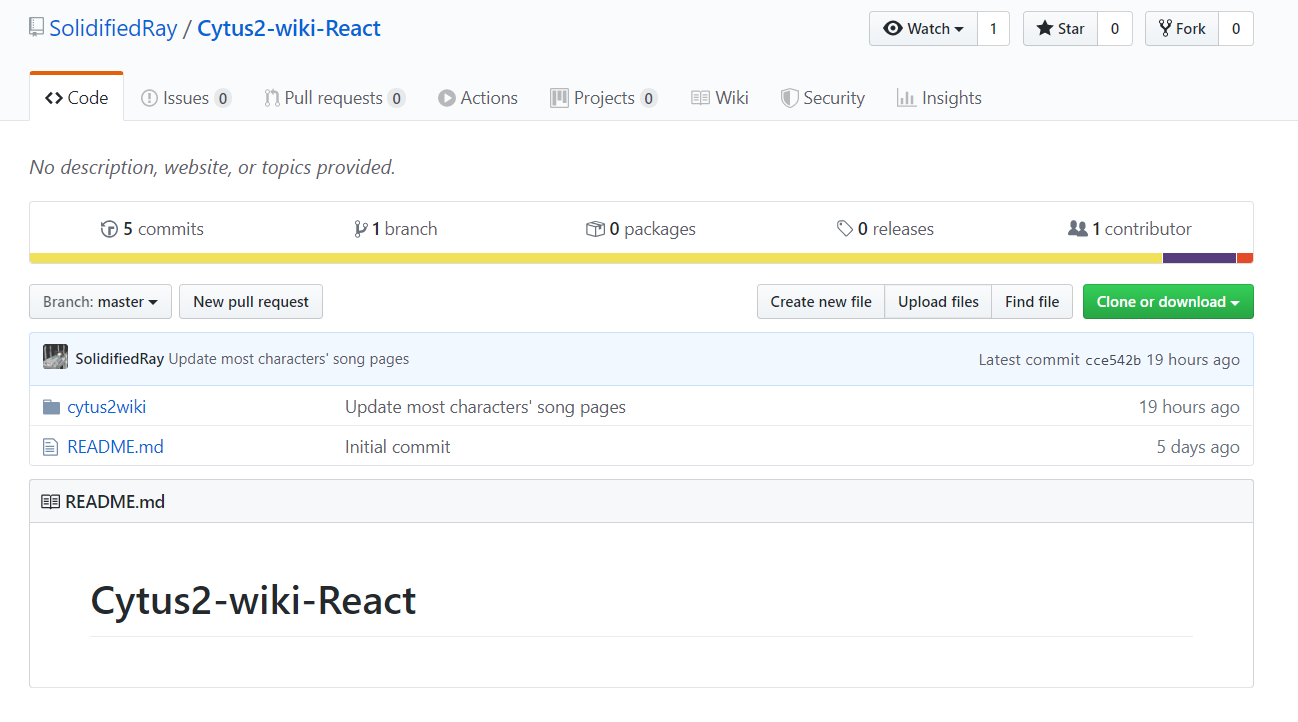 SolidifiedRay / Cytus2-wiki-React
Watch 1 Star 0 Fork 0
Code Issues 0 Pull requests 0 Actions Projects 0 Wiki Security Insights
No description, website, or topics provided.
5 commits 1 branch 0 packages 0 releases 1 contributor
Branch: master New pull request Create new file Upload files Find file Clone or download
SolidifiedRay Update most characters' song pages Latest commit cce542b 19 hours ago
cytus2wiki Update most characters' song pages 19 hours ago
README.md Initial commit 5 days ago
README.md
Cytus2-wiki-React